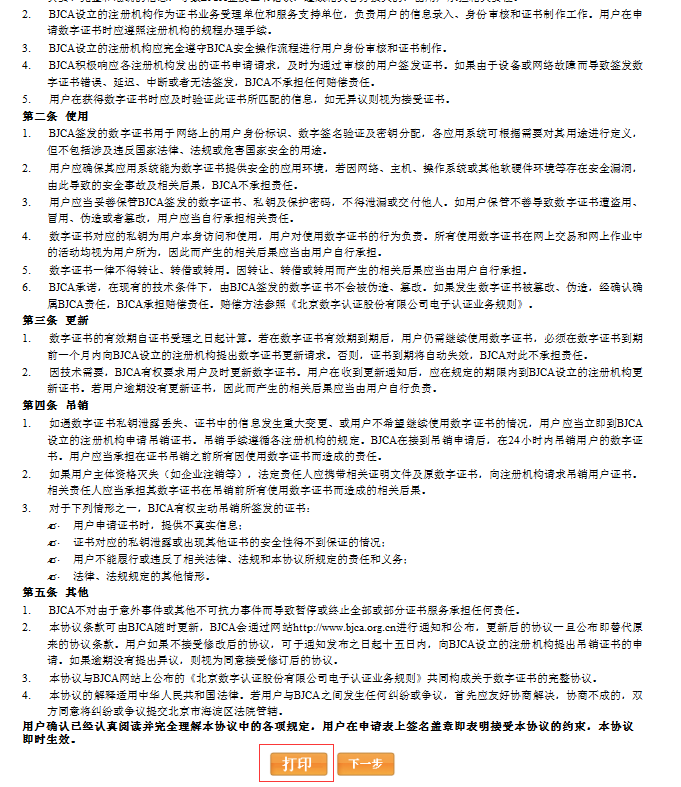 2. BJCA设立的注册机构作为证书业务受理单位和服务支持单位，负责用户的信息录入、身份审核和证书制作工作。用户在申
请数字证书时应遵照注册机构的规程办理手续。
3. BJCA设立的注册机构应完全遵守BJCA安全操作流程进行用户身份审核和证书制作。
4. BJCA积极响应各注册机构发出的证书申请请求，及时为通过审核的用户签发证书。如果由于设备或网络故障而导致签发数
字证书错误、延迟、中断或者无法签发，BJCA不承担任何赔偿责任。
5. 用户在获得数字证书时应及时验证此证书所匹配的信息，如无异议则视为接受证书。
第二条 使用
1. BJCA签发的数字证书用于网络上的用户身份标识、数字签名验证及密钥分配，各应用系统可根据需要对其用途进行定义，
但不包括涉及违反国家法律、法规或危害国家安全的用途。
2. 用户应确保其应用系统能为数字证书提供安全的应用环境，若因网络、主机、操作系统或其他软硬件环境等存在安全漏洞，
由此导致的安全事故及相关后果，BJCA不承担责任。
3. 用户应当妥善保管BJCA签发的数字证书、私钥及保护密码，不得泄漏或交付他人。如用户保管不善导致数字证书遭盗用、
冒用、伪造或者篡改，用户应当自行承担相关责任。
4. 数字证书对应的私钥为用户本身访问和使用，用户对使用数字证书的行为负责。所有使用数字证书在网上交易和网上作业中
的活动均视为用户所为，因此而产生的相关后果应当由用户自行承担。
5. 数字证书一律不得转让、转借或转用。因转让、转借或转用而产生的相关后果应当由用户自行承担。
6. BJCA承诺，在现有的技术条件下，由BJCA签发的数字证书不会被伪造、篡改。如果发生数字证书被篡改、伪造，经确认确
属BJCA责任，BJCA承担赔偿责任。赔偿方法参照《北京数字认证股份有限公司电子认证业务规则》。
第三条 更新
1. 数字证书的有效期自证书受理之日起计算。若在数字证书有效期到期后，用户仍需继续使用数字证书，必须在数字证书到期
前一个月内向BJCA设立的注册机构提出数字证书更新请求。否则，证书到期将自动失效，BJCA对此不承担责任。
2. 因技术需要，BJCA有权要求用户及时更新数字证书。用户在收到更新通知后，应在规定的期限内到BJCA设立的注册机构更
新证书。若用户逾期没有更新证书，因此而产生的相关后果应当由用户自行负责。
第四条 吊销
1. 如遇数字证书私钥泄露丢失、证书中的信息发生重大变更、或用户不希望继续使用数字证书的情况，用户应当立即到BJCA
设立的注册机构申请吊销证书。吊销手续遵循各注册机构的规定。BJCA在接到吊销申请后，在24小时内吊销用户的数字证
书。用户应当承担在证书吊销之前所有因使用数字证书而造成的责任。
2. 如果用户主体资格灭失（如企业注销等），法定责任人应携带相关证明文件及原数字证书，向注册机构请求吊销用户证书。
相关责任人应当承担其数字证书在吊销前所有使用数字证书而造成的相关后果。
3. 对于下列情形之一，BJCA有权主动吊销所签发的证书：
用户申请证书时，提供不真实信息；
证书对应的私钥泄露或出现其他证书的安全性得不到保证的情况；
用户不能履行或违反了相关法律、法规和本协议所规定的责任和义务；
法律、法规规定的其他情形。
第五条 其他
1. BJCA不对由于意外事件或其他不可抗力事件而导致暂停或终止全部或部分证书服务承担任何责任。
2. 本协议条款可由BJCA随时更新，BJCA会通过网站http://www.bjca.org.cn进行通知和公布，更新后的协议一旦公布即替代原
来的协议条款。用户如果不接受修改后的协议，可于通知发布之日起十五日内，向BJCA设立的注册机构提出吊销证书的申
请。如果逾期没有提出异议，则视为同意接受修订后的协议。
3. 本协议与BJCA网站上公布的《北京数字认证股份有限公司电子认证业务规则》共同构成关于数字证书的完整协议。
4. 本协议的解释适用中华人民共和国法律。若用户与BJCA之间发生任何纠纷或争议，首先应友好协商解决，协商不成的，双
方同意将纠纷或争议提交北京市海淀区法院管辖。
用户确认已经认真阅读并完全理解本协议中的各项规定，用户在申请表上签名盖章即表明接受本协议的约束，本协议
即时生效。
打印 下一步